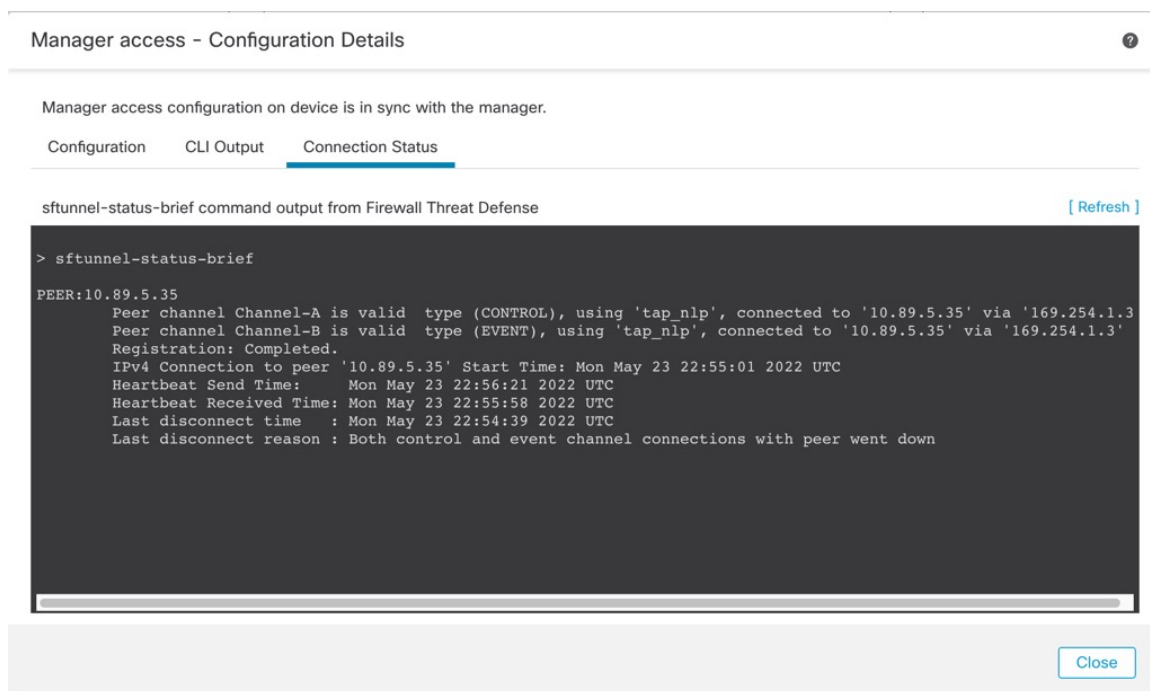 Manager access - Configuration Details
?
Manager access configuration on device is in sync with the manager.
Configuration CLI Output Connection Status
sftunnel-status-brief command output from Firewall Threat Defense [ Refresh ]
> sftunnel-status-brief
PEER:10.89.5.35
Peer channel Channel-A is valid type (CONTROL), using 'tap_nlp', connected to '10.89.5.35' via '169.254.1.3
Peer channel Channel-B is valid type (EVENT), using 'tap_nlp', connected to '10.89.5.35' via '169.254.1.3'
Registration: Completed.
IPv4 Connection to peer '10.89.5.35' Start Time: Mon May 23 22:55:01 2022 UTC
Heartbeat Send Time: Mon May 23 22:56:21 2022 UTC
Heartbeat Received Time: Mon May 23 22:55:58 2022 UTC
Last disconnect time : Mon May 23 22:54:39 2022 UTC
Last disconnect reason : Both control and event channel connections with peer went down
Close